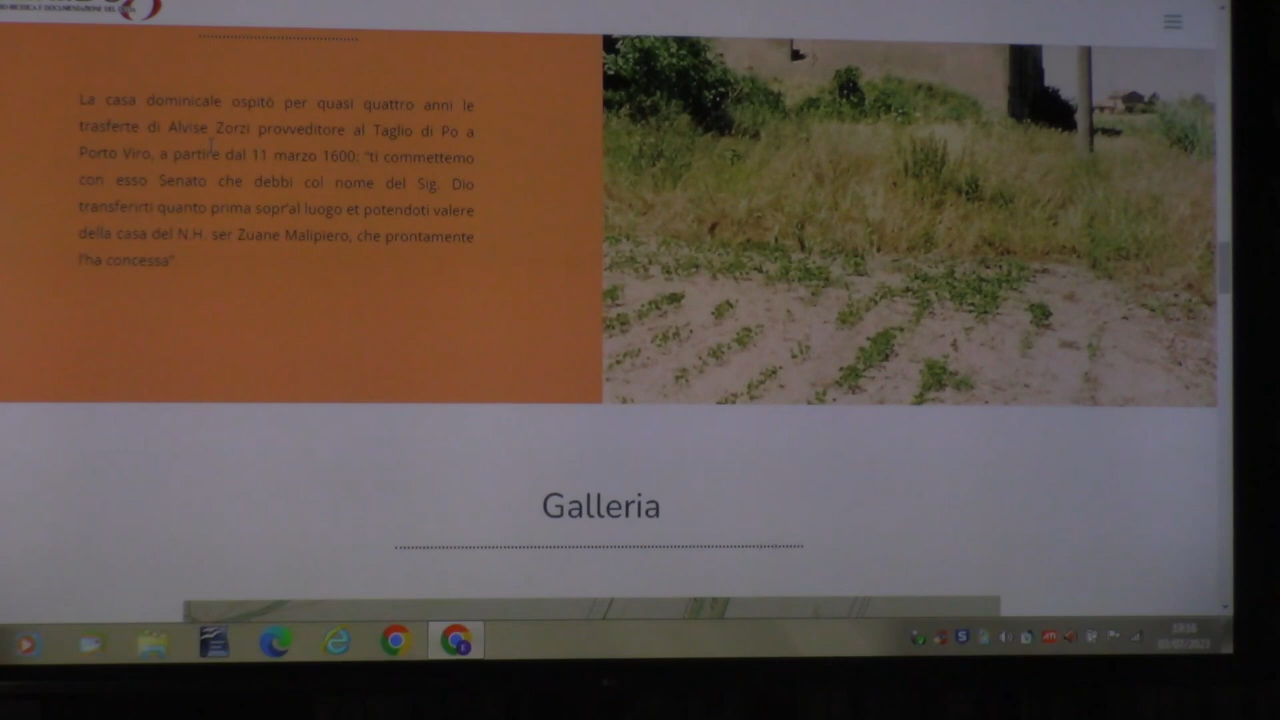 La casa dominicale ospitò per quasi quattro anni le
trasferte di Alvise Zorzi provveditore al Taglio di Po a
Porto Viro, a partire dal 11 marzo 1600: "ti commettemo
con esso Senato che debbi col nome del Sig. Dio
transferirti quanto prima sopr'al luogo et potendoti valere
della casa del N.H. ser Zuane Malipiero, che prontamente
l'ha concessa"
Galleria